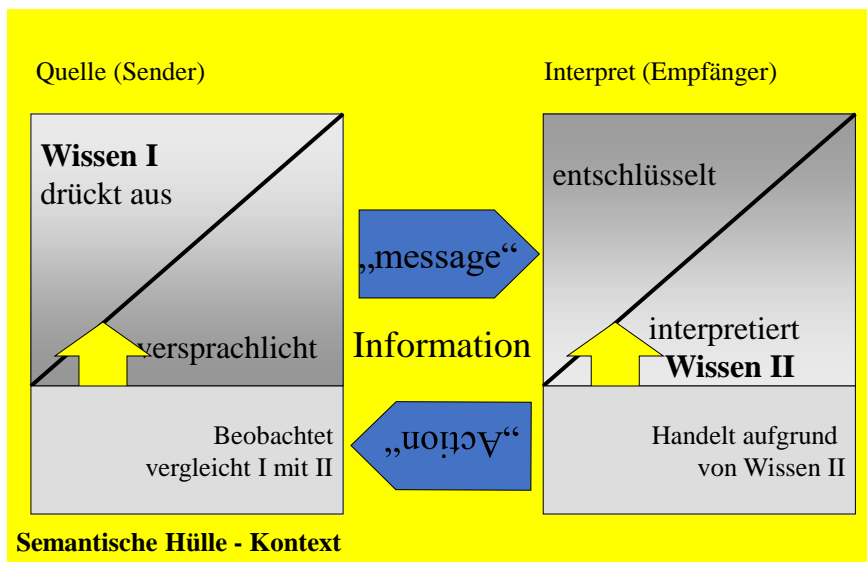 Quelle (Sender)
Interpret (Empfänger)
Wissen I
drückt aus
versprachlicht
„message“
Information
„Action“
entschlüsselt
interpretiert
Wissen II
Beobachtet
vergleicht I mit II
Handelt aufgrund
von Wissen II
Semantische Hülle - Kontext